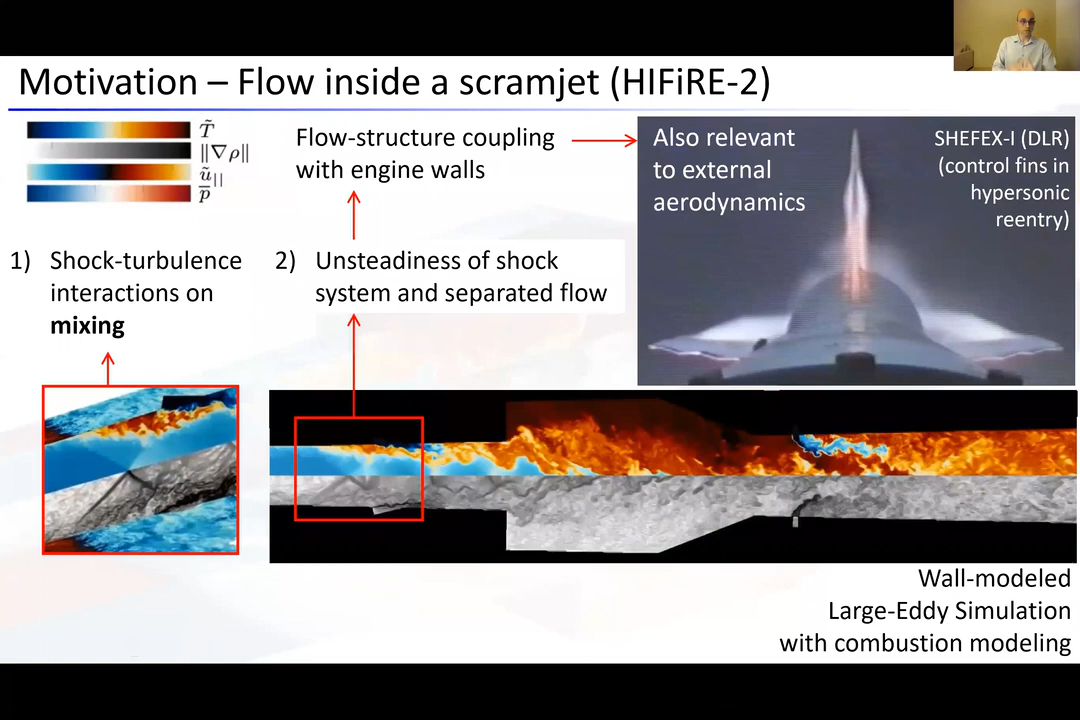 Motivation – Flow inside a scramjet (HIFiRE-2)
T̃
‖∇ρ‖
ũ||
p̅
Flow-structure coupling
with engine walls
Also relevant
to external
aerodynamics
SHEFEX-I (DLR)
(control fins in
hypersonic
reentry)
1) Shock-turbulence
interactions on
mixing
2) Unsteadiness of shock
system and separated flow
Wall-modeled
Large-Eddy Simulation
with combustion modeling